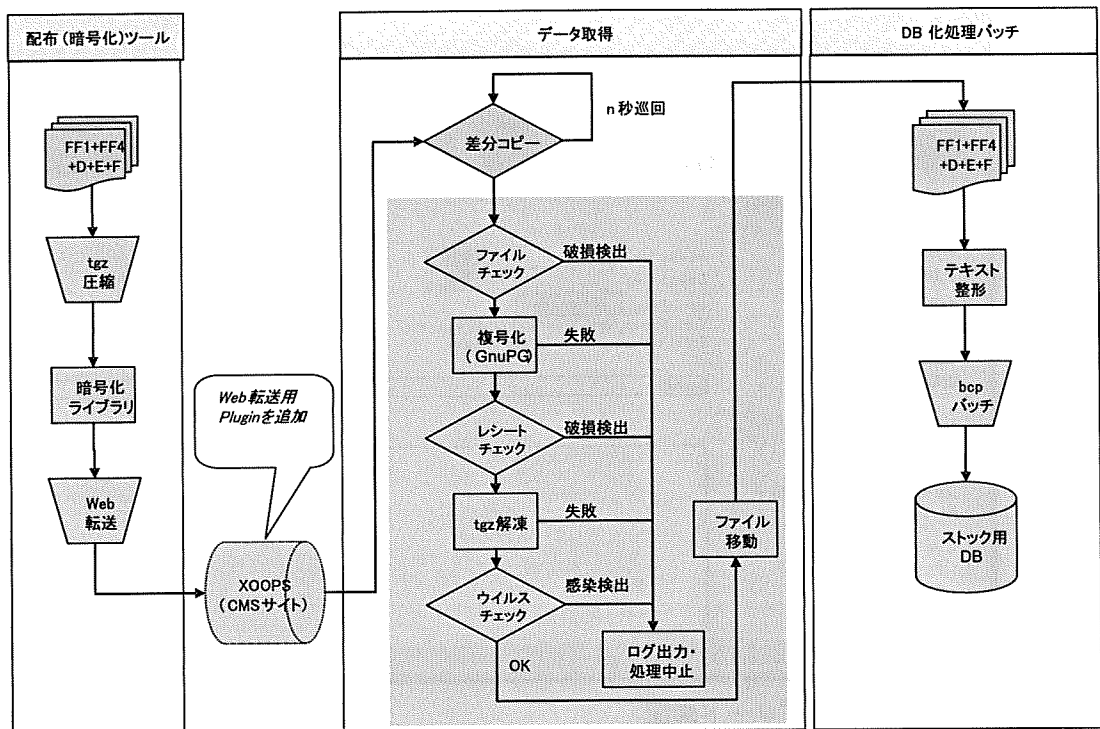 配布(暗号化)ツール
FF1+FF4
+D+E+F
tgz
圧縮
暗号化
ライブラリ
Web
転送
Web転送用
Pluginを追加
XOOPS
(CMSサイト)
データ取得
n秒巡回
差分コピー
ファイル
チェック
破損検出
複号化
(GnuPG)
失敗
レシート
チェック
破損検出
tgz解凍
失敗
ウイルス
チェック
感染検出
OK
ログ出力・
処理中止
ファイル
移動
DB化処理バッチ
FF1+FF4
+D+E+F
テキスト
整形
bcp
バッチ
ストック用
DB